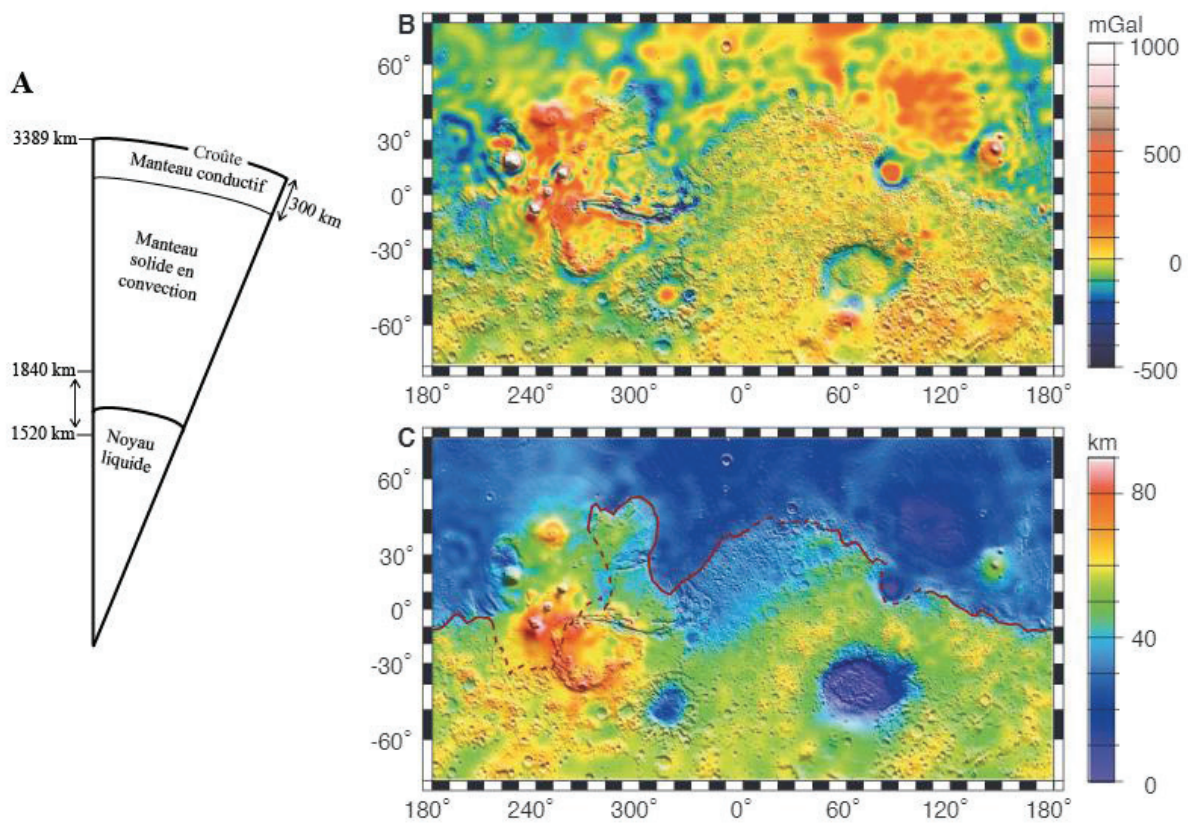 A
3389 km
Croûte
Manteau conductif
300 km
Manteau
solide en
convection
1840 km
1520 km
Noyau
liquide
B
60°
30°
0°
-30°
-60°
180°
240°
300°
0°
60°
120°
180°
mGal
1000
500
0
-500
C
60°
30°
0°
-30°
-60°
180°
240°
300°
0°
60°
120°
180°
km
80
40
0